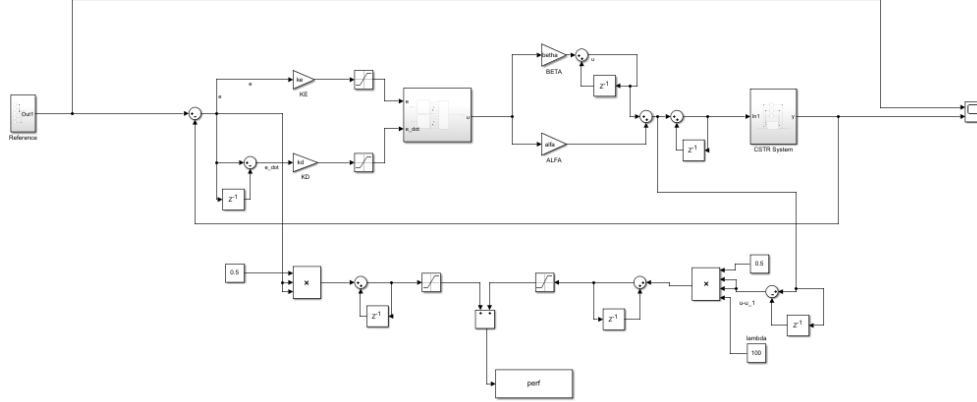 betha
u
BETA
Z-1
e
e
ke
KE
Out1
Reference
e
e_dot
u
In1
y
CSTR System
alfa
ALFA
Z-1
e_dot
kd
KD
Z-1
0.5
×
Z-1
0.5
×
u-u_1
Z-1
Z-1
lambda
100
perf